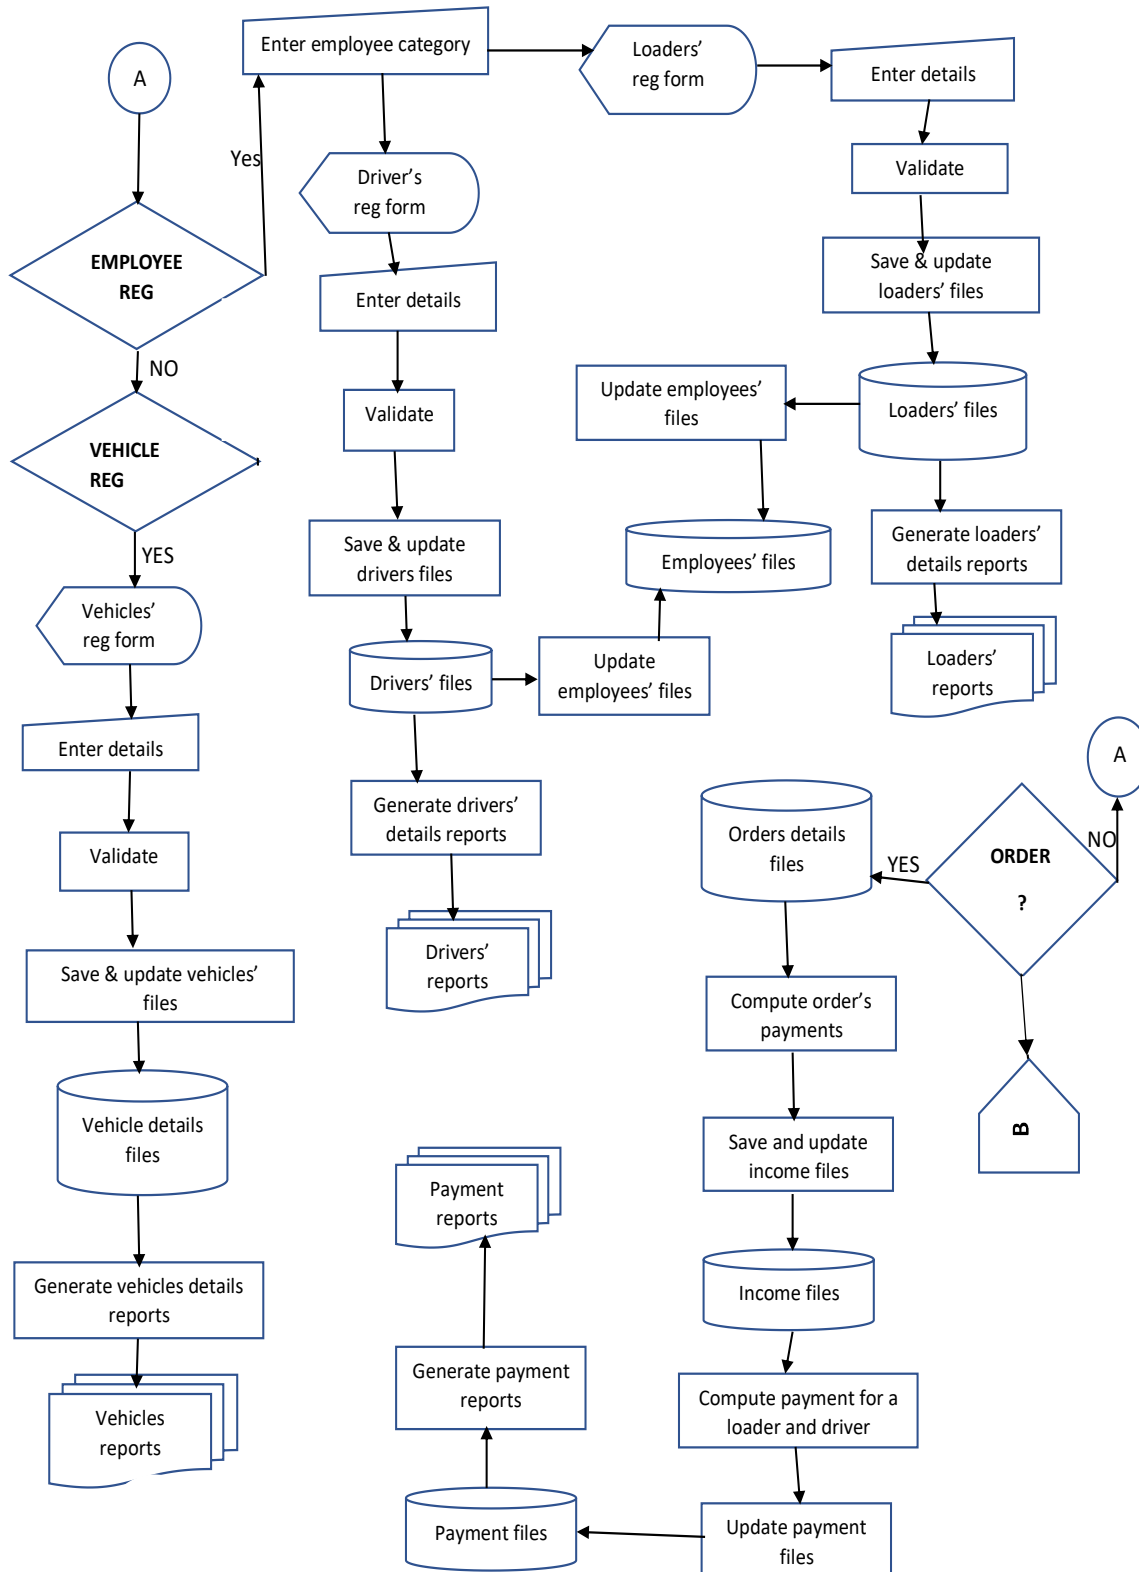 A
Enter employee category
Loaders'
reg form
Enter details
Yes
Validate
Driver's
reg form
EMPLOYEE
REG
Save & update
loaders' files
Enter details
NO
Update employees'
files
Loaders' files
Validate
VEHICLE
REG
YES
Save & update
drivers files
Employees' files
Generate loaders'
details reports
Vehicles'
reg form
Loaders'
reports
Drivers' files
Update
employees' files
Enter details
A
Generate drivers'
details reports
Orders details
files
YES
ORDER
?
NO
Validate
Drivers'
reports
Save & update vehicles'
files
Compute order's
payments
B
Vehicle details
files
Save and update
income files
Payment
reports
Generate vehicles details
reports
Income files
Generate payment
reports
Compute payment for a
loader and driver
Vehicles
reports
Payment files
Update payment
files